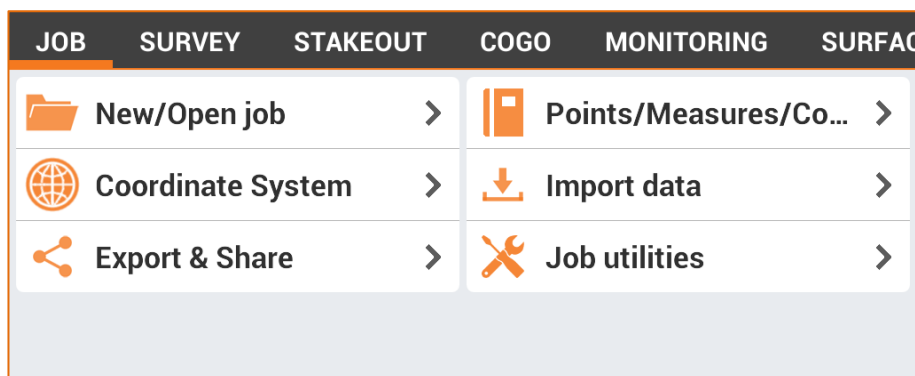 JOB SURVEY STAKEOUT COGO MONITORING SURFAC
New/Open job
Points/Measures/Co...
Coordinate System
Import data
Export & Share
Job utilities